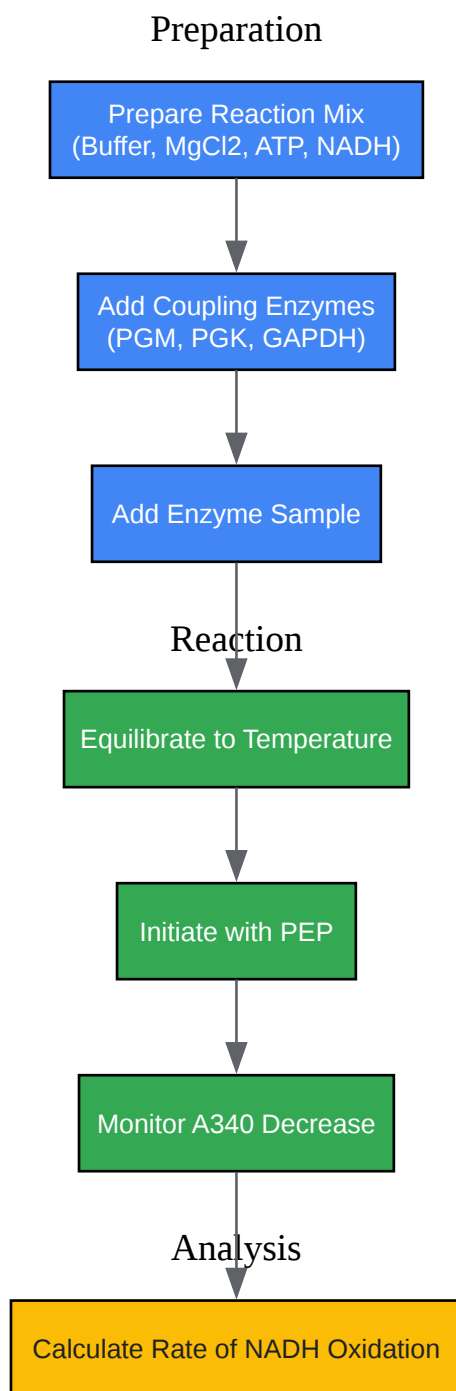 Preparation
Prepare Reaction Mix
(Buffer, MgCl2, ATP, NADH)
Add Coupling Enzymes
(PGM, PGK, GAPDH)
Add Enzyme Sample
Reaction
Equilibrate to Temperature
Initiate with PEP
Monitor A340 Decrease
Analysis
Calculate Rate of NADH Oxidation